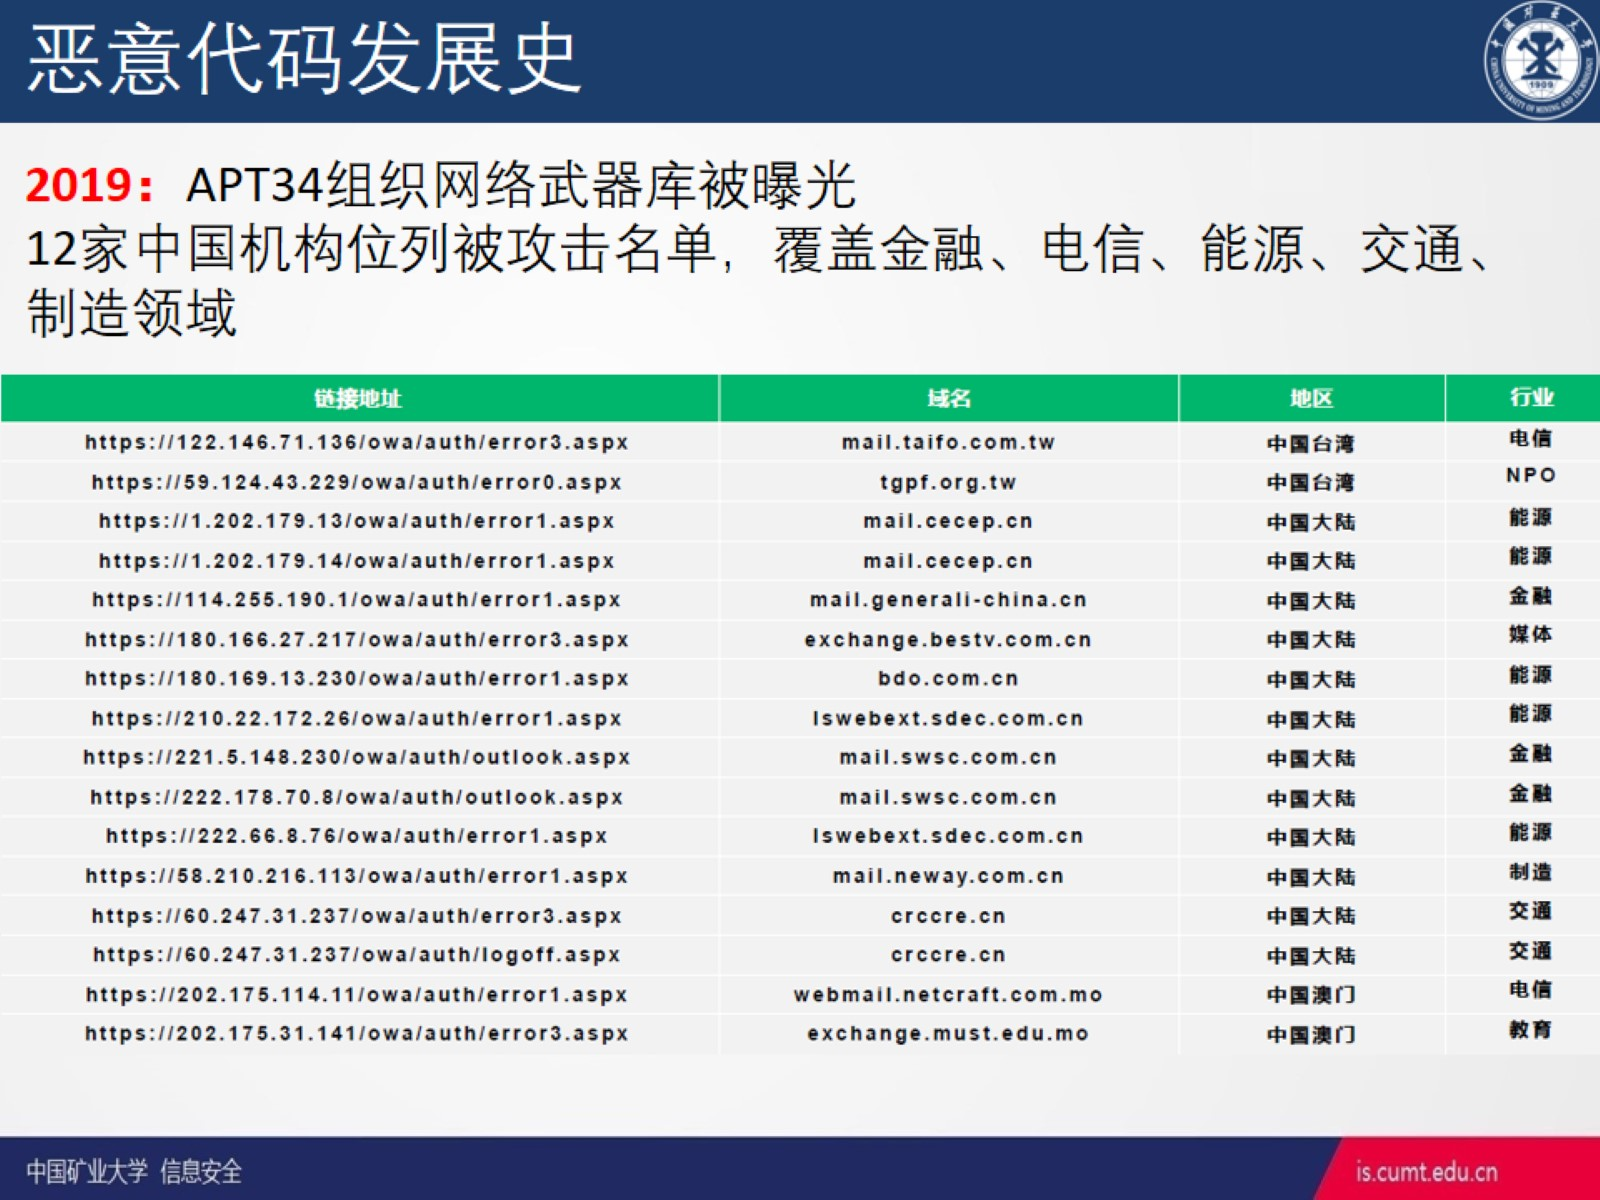 恶意代码发展史
中国矿业大学
CHINA UNIVERSITY OF MINING AND TECHNOLOGY
1909
2019：APT34组织网络武器库被曝光
12家中国机构位列被攻击名单，覆盖金融、电信、能源、交通、
制造领域
链接地址 域名 地区 行业
https://122.146.71.136/owa/auth/error3.aspx mail.taifo.com.tw 中国台湾 电信
https://59.124.43.229/owa/auth/error0.aspx tgpf.org.tw 中国台湾 NPO
https://1.202.179.13/owa/auth/error1.aspx mail.cecep.cn 中国大陆 能源
https://1.202.179.14/owa/auth/error1.aspx mail.cecep.cn 中国大陆 能源
https://114.255.190.1/owa/auth/error1.aspx mail.generali-china.cn 中国大陆 金融
https://180.166.27.217/owa/auth/error3.aspx exchange.bestv.com.cn 中国大陆 媒体
https://180.169.13.230/owa/auth/error1.aspx bdo.com.cn 中国大陆 能源
https://210.22.172.26/owa/auth/error1.aspx lswebext.sdec.com.cn 中国大陆 能源
https://221.5.148.230/owa/auth/outlook.aspx mail.swsc.com.cn 中国大陆 金融
https://222.178.70.8/owa/auth/outlook.aspx mail.swsc.com.cn 中国大陆 金融
https://222.66.8.76/owa/auth/error1.aspx lswebext.sdec.com.cn 中国大陆 能源
https://58.210.216.113/owa/auth/error1.aspx mail.neway.com.cn 中国大陆 制造
https://60.247.31.237/owa/auth/error3.aspx crccre.cn 中国大陆 交通
https://60.247.31.237/owa/auth/logoff.aspx crccre.cn 中国大陆 交通
https://202.175.114.11/owa/auth/error1.aspx webmail.netcraft.com.mo 中国澳门 电信
https://202.175.31.141/owa/auth/error3.aspx exchange.must.edu.mo 中国澳门 教育
中国矿业大学 信息安全
is.cumt.edu.cn